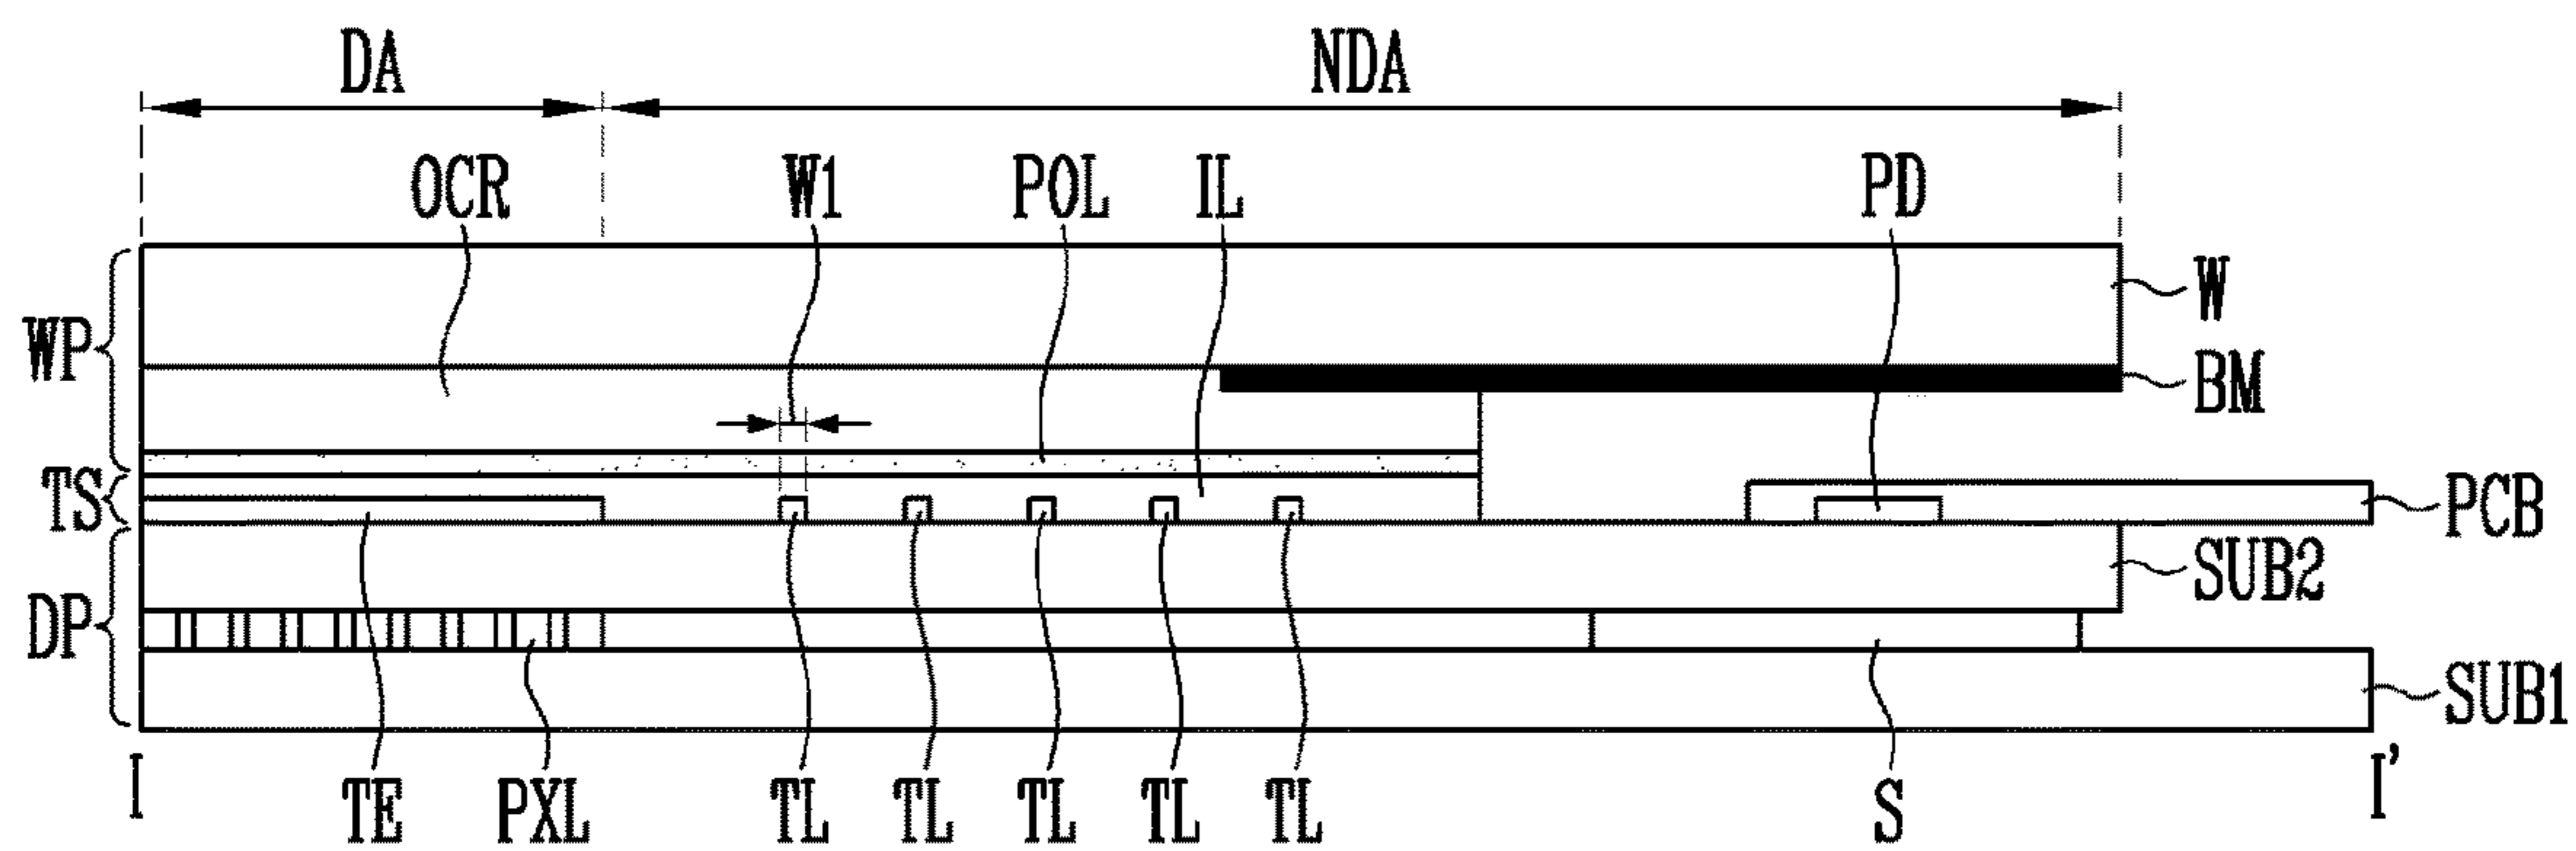 DA NDA
OCR W1 POL IL PD
W
WP
BM
TS
PCB
SUB2
DP
SUB1
I I'
TE PXL TL TL TL TL TL S